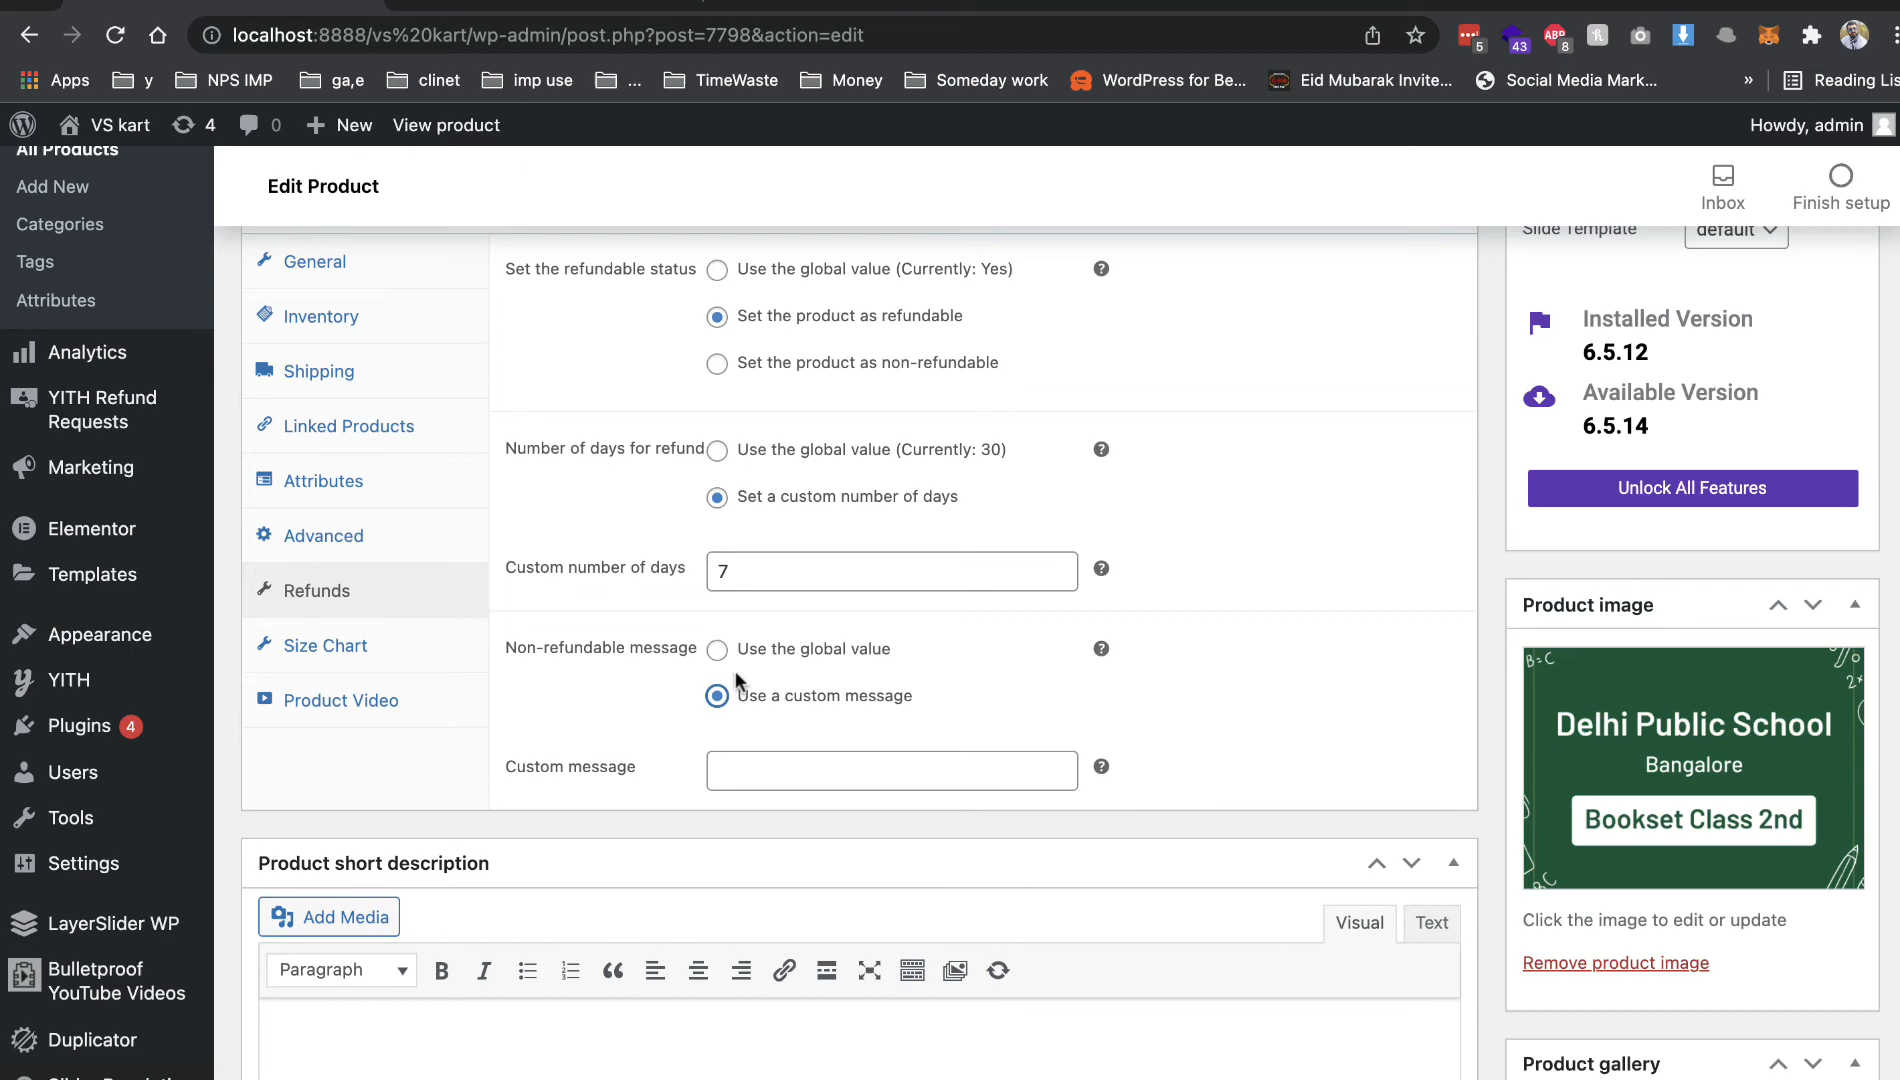 localhost:8888/vs%20kart/wp-admin/post.php?post=7798&action=edit
5
43
ABP
8
Apps
y
NPS IMP
ga,e
clinet
imp use
...
TimeWaste
Money
Someday work
WordPress for Be...
Eid Mubarak Invite...
Social Media Mark...
»
Reading Lis
VS kart
4
0
New
View product
Howdy, admin
All Products
Add New
Categories
Tags
Attributes
Analytics
YITH Refund
Requests
Marketing
Elementor
Templates
Appearance
YITH
Plugins 4
Users
Tools
Settings
LayerSlider WP
Bulletproof
YouTube Videos
Duplicator
Edit Product
Inbox
Finish setup
General
Inventory
Shipping
Linked Products
Attributes
Advanced
Refunds
Size Chart
Product Video
Set the refundable status
Use the global value (Currently: Yes)
Set the product as refundable
Set the product as non-refundable
Number of days for refund
Use the global value (Currently: 30)
Set a custom number of days
Custom number of days
7
Non-refundable message
Use the global value
Use a custom message
Custom message
Product short description
Add Media
Visual
Text
Paragraph
Slide Template
default
Installed Version
6.5.12
Available Version
6.5.14
Unlock All Features
Product image
B=C
2x
Delhi Public School
Bangalore
Bookset Class 2nd
Click the image to edit or update
Remove product image
Product gallery